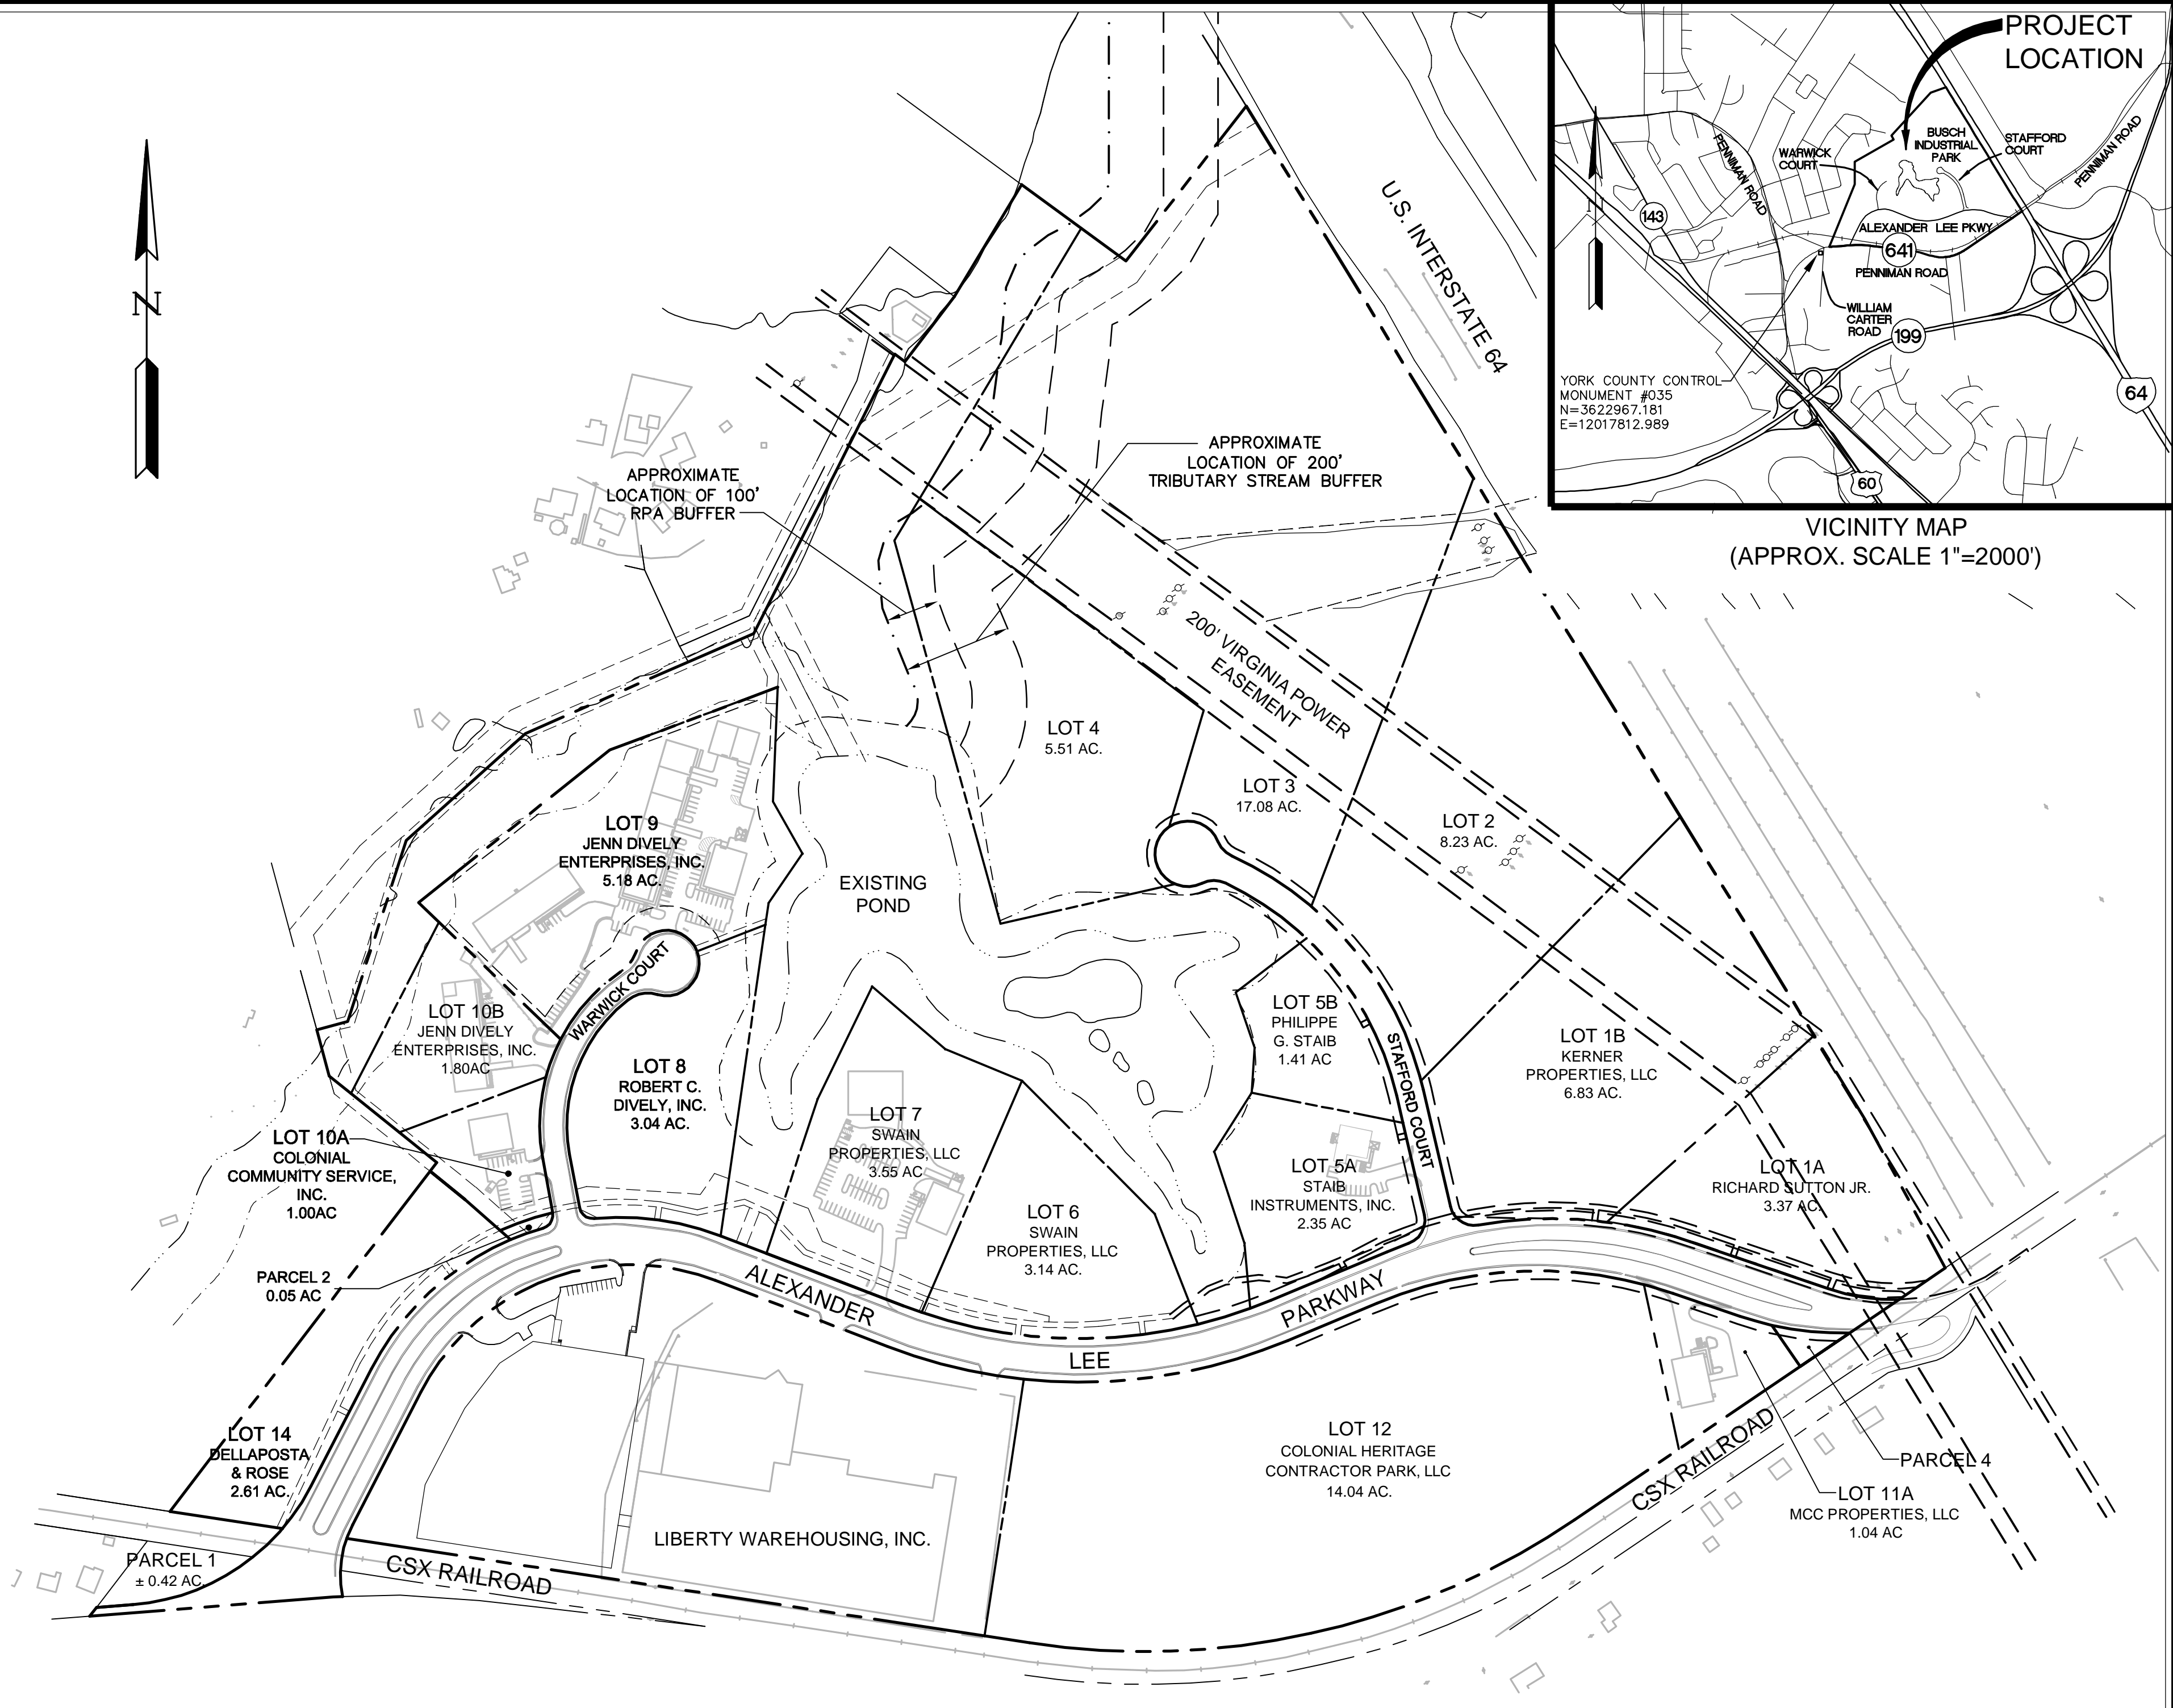 PROJECT
LOCATION
BUSCH
INDUSTRIAL
PARK
STAFFORD
COURT
WARWICK
COURT
PENNIMAN ROAD
PENNIMAN ROAD
143
N
ALEXANDER LEE PKWY
641
PENNIMAN ROAD
WILLIAM
CARTER
ROAD
199
64
60
YORK COUNTY CONTROL
MONUMENT #035
N=3622967.181
E=12017812.989
VICINITY MAP
(APPROX. SCALE 1"=2000')
N
U.S. INTERSTATE 64
APPROXIMATE
LOCATION OF 200'
TRIBUTARY STREAM BUFFER
APPROXIMATE
LOCATION OF 100'
RPA BUFFER
200' VIRGINIA POWER
EASEMENT
LOT 4
5.51 AC.
LOT 3
17.08 AC.
LOT 2
8.23 AC.
LOT 9
JENN DIVELY
ENTERPRISES, INC.
5.18 AC.
EXISTING
POND
WARWICK COURT
LOT 10B
JENN DIVELY
ENTERPRISES, INC.
1.80AC
LOT 8
ROBERT C.
DIVELY, INC.
3.04 AC.
LOT 5B
PHILIPPE
G. STAIB
1.41 AC
STAFFORD COURT
LOT 1B
KERNER
PROPERTIES, LLC
6.83 AC.
LOT 10A
COLONIAL
COMMUNITY SERVICE,
INC.
1.00AC
LOT 7
SWAIN
PROPERTIES, LLC
3.55 AC
LOT 6
SWAIN
PROPERTIES, LLC
3.14 AC.
LOT 5A
STAIB
INSTRUMENTS, INC.
2.35 AC
LOT 1A
RICHARD SUTTON JR.
3.37 AC.
PARCEL 2
0.05 AC
ALEXANDER
LEE
PARKWAY
LOT 14
DELLAPOSTA
& ROSE
2.61 AC.
LOT 12
COLONIAL HERITAGE
CONTRACTOR PARK, LLC
14.04 AC.
CSX RAILROAD
PARCEL 4
LOT 11A
MCC PROPERTIES, LLC
1.04 AC
LIBERTY WAREHOUSING, INC.
PARCEL 1
± 0.42 AC.
CSX RAILROAD